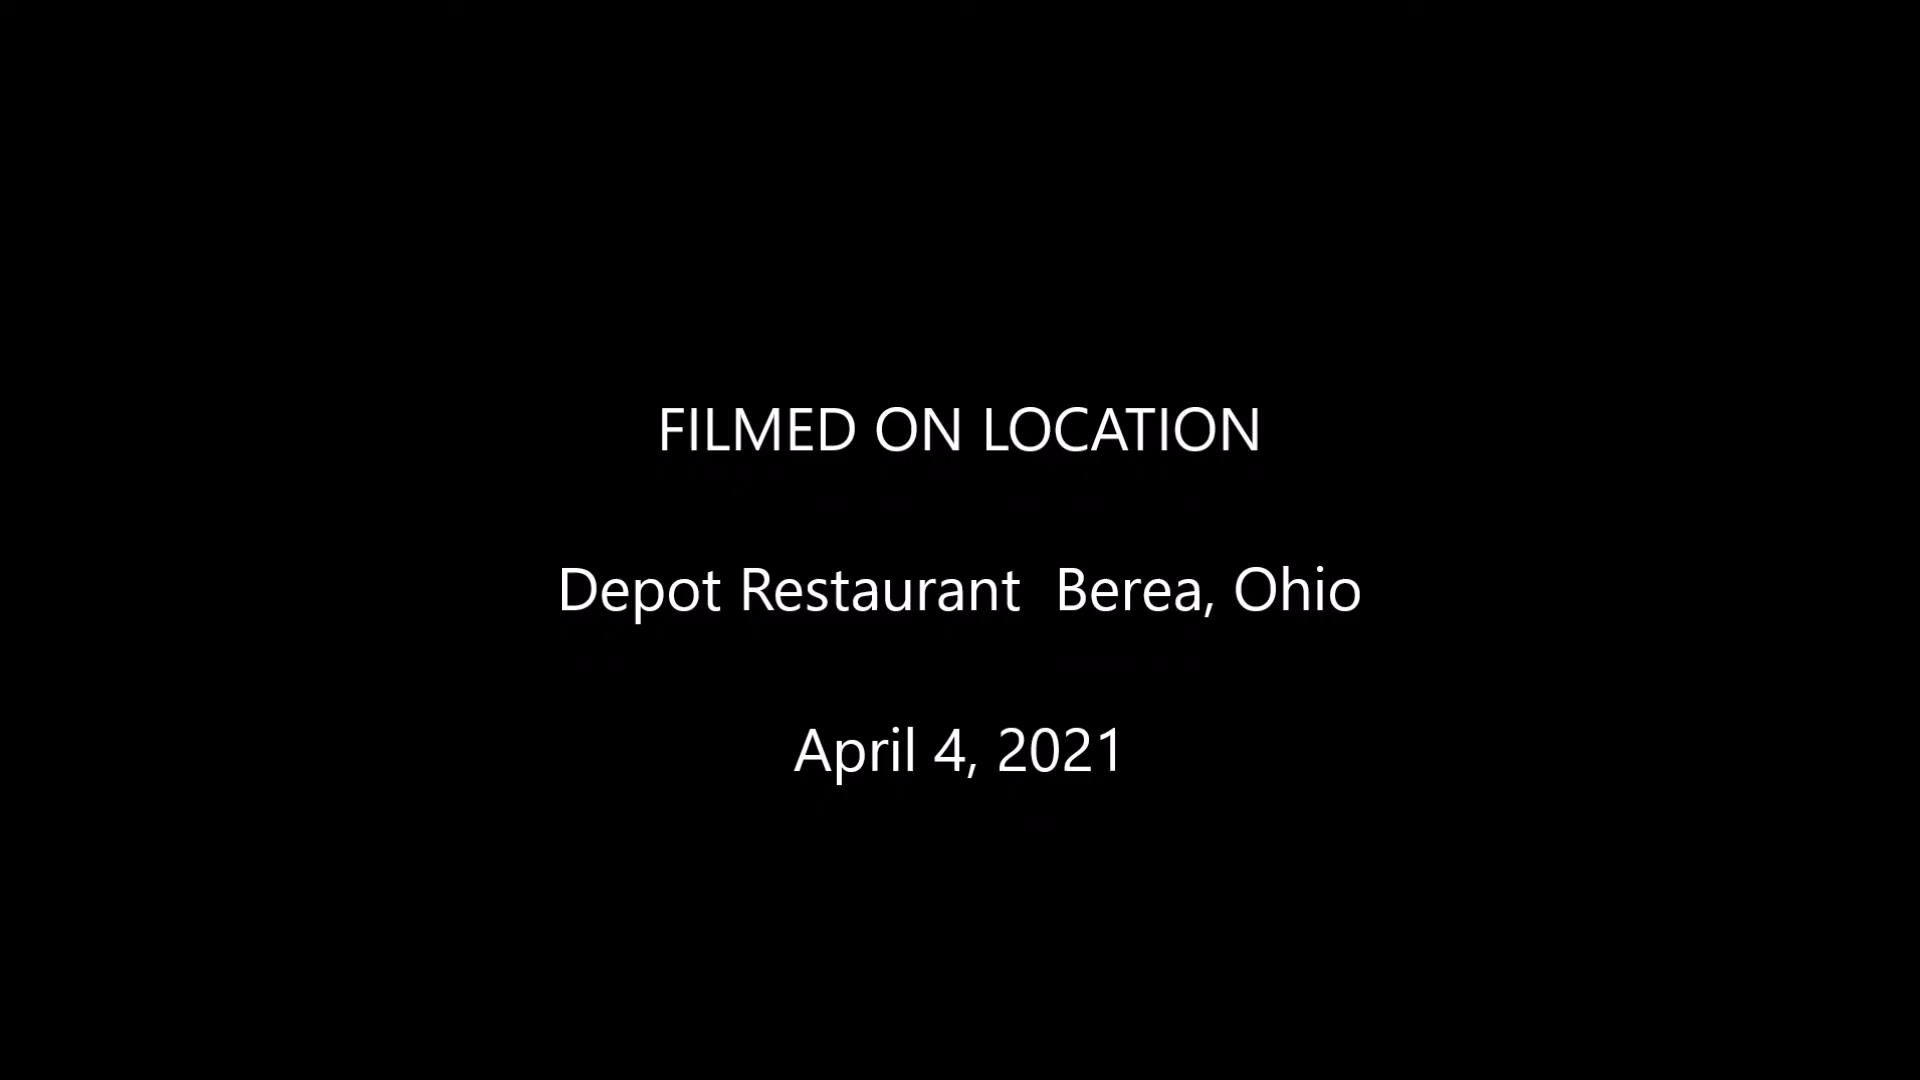 FILMED ON LOCATION
Depot Restaurant  Berea, Ohio
April 4, 2021